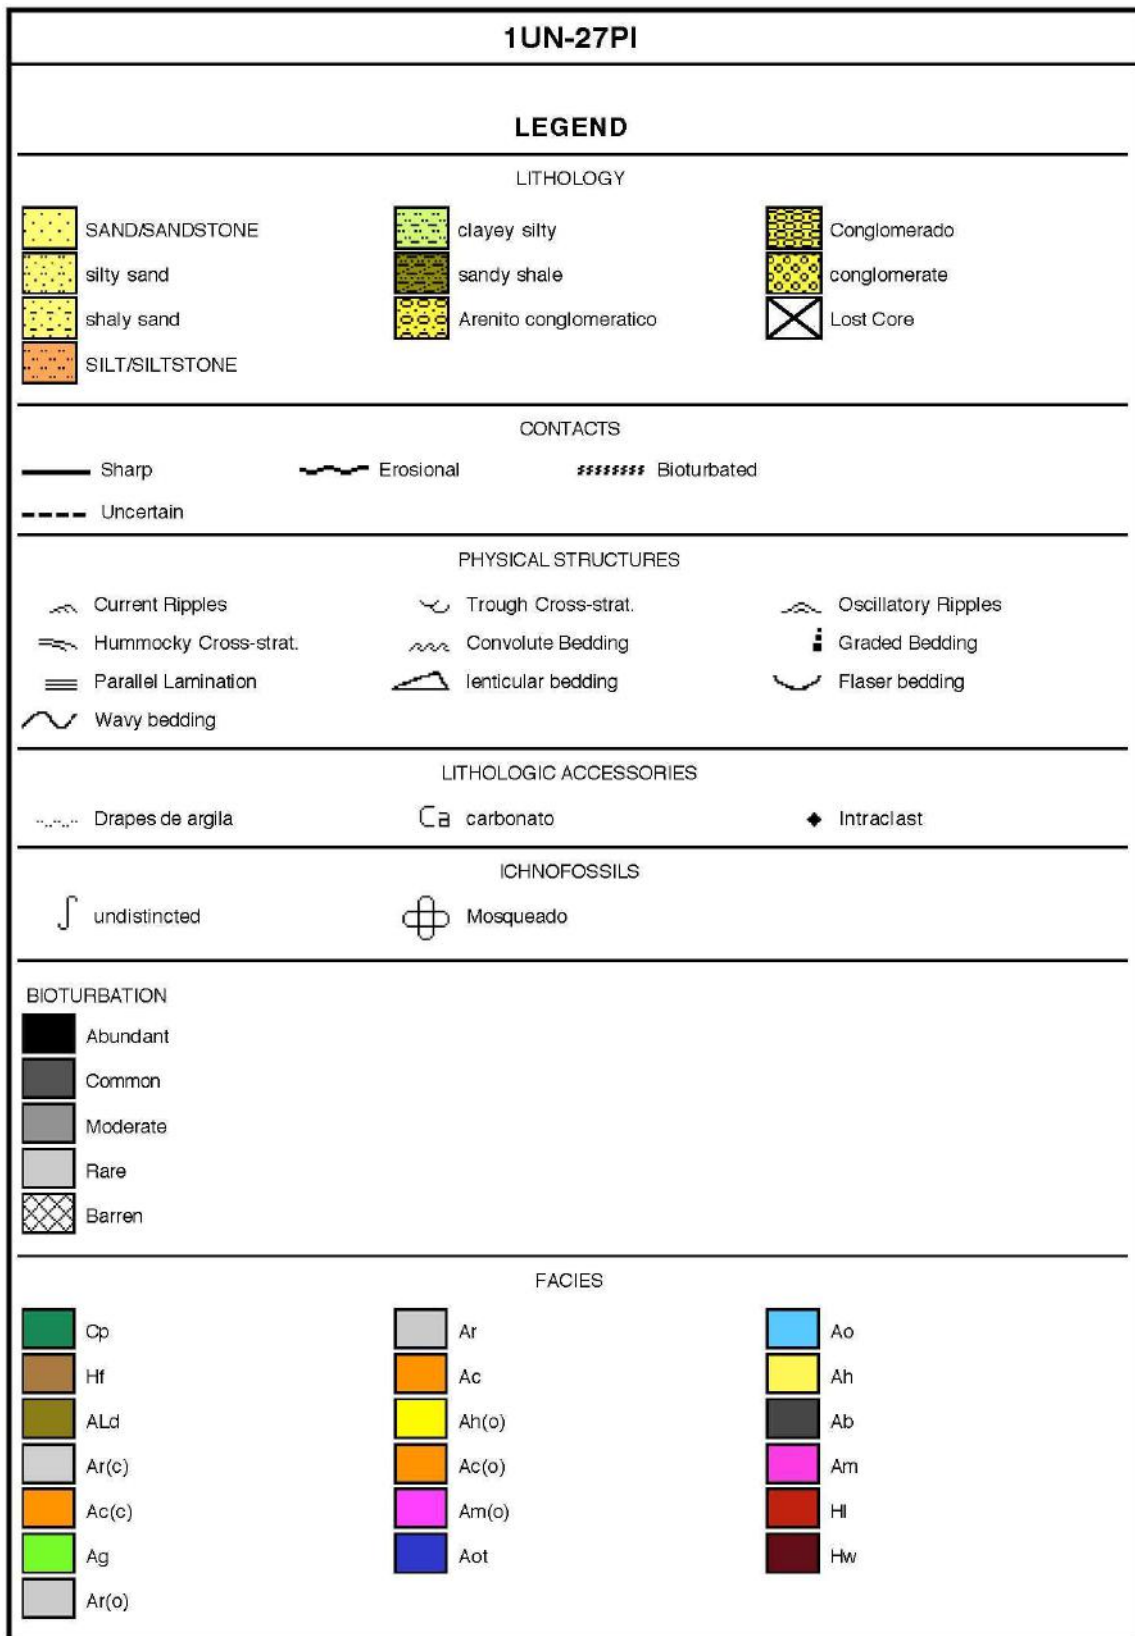 1UN-27PI
LEGEND
LITHOLOGY
SAND/SANDSTONE clayey silty Conglomerado
silty sand sandy shale conglomerate
shaly sand Arenito conglomeratico Lost Core
SILT/SILTSTONE
CONTACTS
Sharp Erosional Bioturbated
Uncertain
PHYSICAL STRUCTURES
Current Ripples Trough Cross-strat. Oscillatory Ripples
Hummocky Cross-strat. Convolute Bedding Graded Bedding
Parallel Lamination lenticular bedding Flaser bedding
Wavy bedding
LITHOLOGIC ACCESSORIES
Drapes de argila Ca carbonato Intraclast
ICHNOFOSSILS
undistincted Mosqueado
BIOTURBATION
Abundant
Common
Moderate
Rare
Barren
FACIES
Cp Ar Ao
Hf Ac Ah
ALd Ah(o) Ab
Ar(c) Ac(o) Am
Ac(c) Am(o) Hl
Ag Aot Hw
Ar(o)